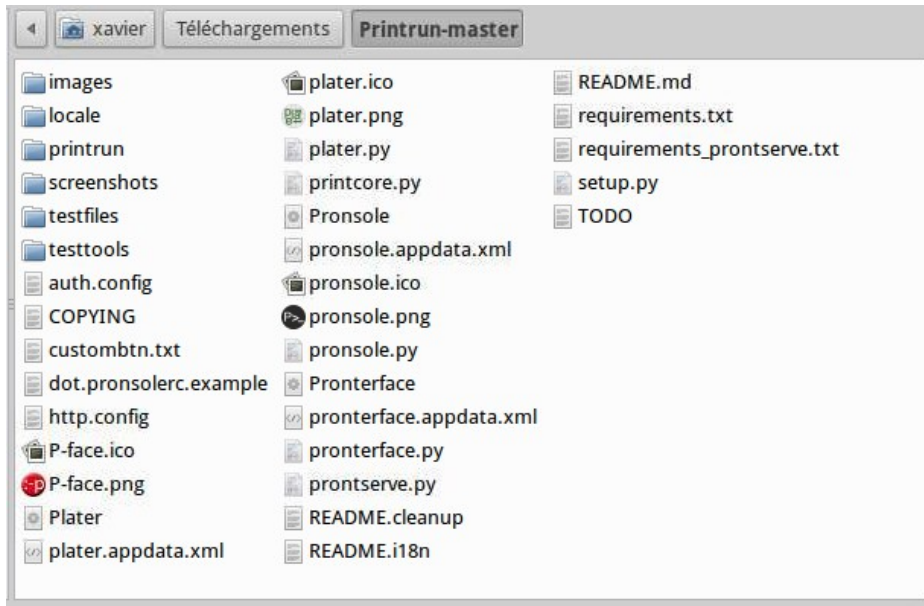 xavier Téléchargements Printrun-master
images
locale
printrun
screenshots
testfiles
testtools
auth.config
COPYING
custombtn.txt
dot.pronsolerc.example
http.config
P-face.ico
P-face.png
Plater
plater.appdata.xml
plater.ico
plater.png
plater.py
printcore.py
Pronsole
pronsole.appdata.xml
pronsole.ico
pronsole.png
pronsole.py
Pronterface
pronterface.appdata.xml
pronterface.py
prontserve.py
README.cleanup
README.i18n
README.md
requirements.txt
requirements_prontserve.txt
setup.py
TODO